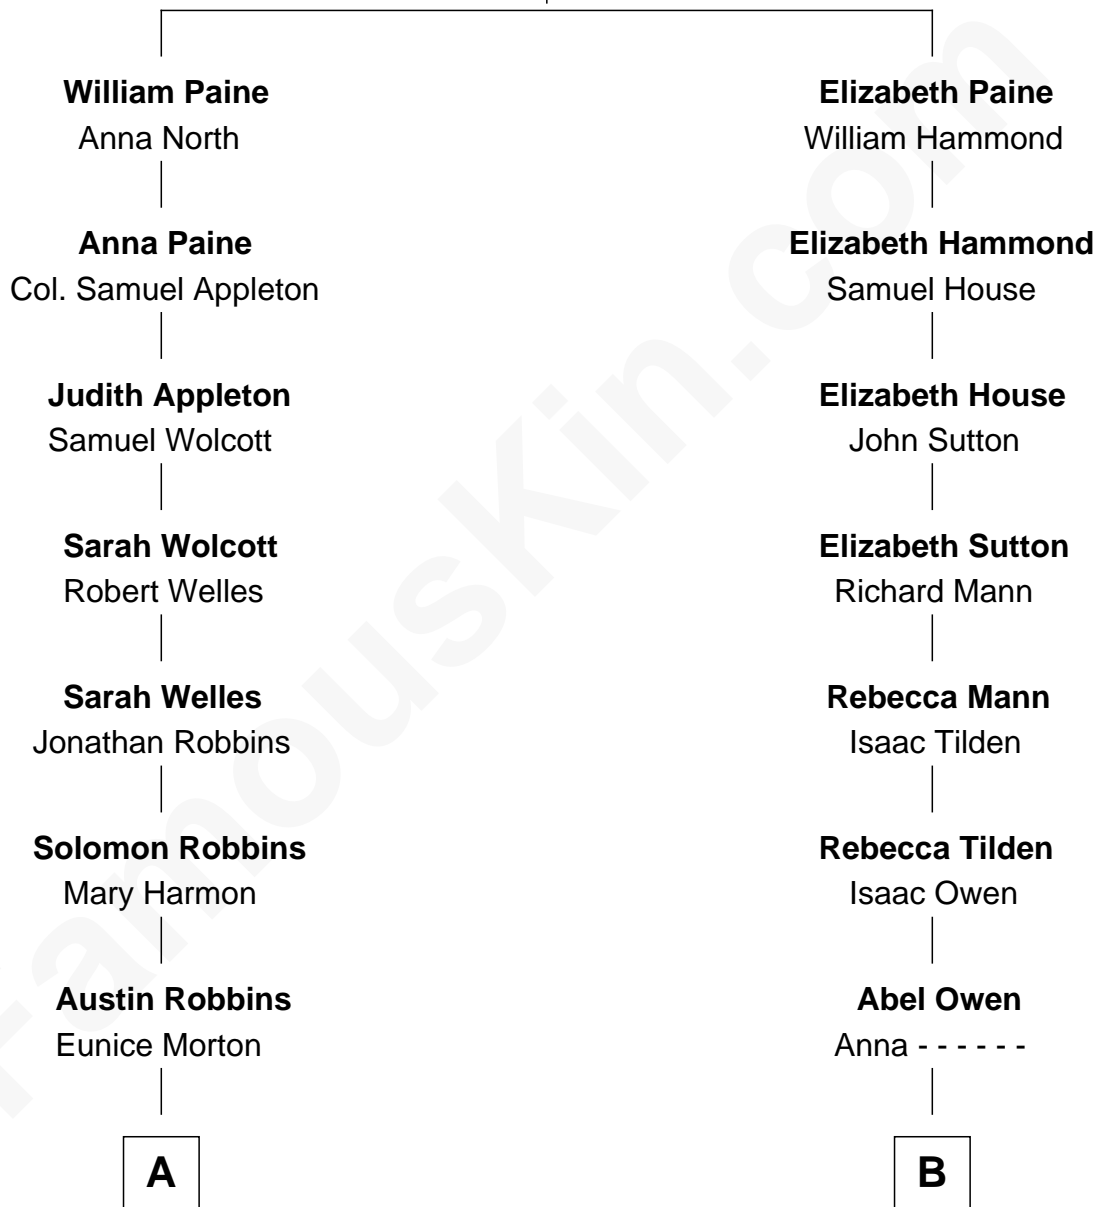 William Paine
Anna North
Anna Paine
Col. Samuel Appleton
Judith Appleton
Samuel Wolcott
Sarah Wolcott
Robert Welles
Sarah Welles
Jonathan Robbins
Solomon Robbins
Mary Harmon
Austin Robbins
Eunice Morton
A
Elizabeth Paine
William Hammond
Elizabeth Hammond
Samuel House
Elizabeth House
John Sutton
Elizabeth Sutton
Richard Mann
Rebecca Mann
Isaac Tilden
Rebecca Tilden
Isaac Owen
Abel Owen
Anna - - - - - -
B
FamousKin.com